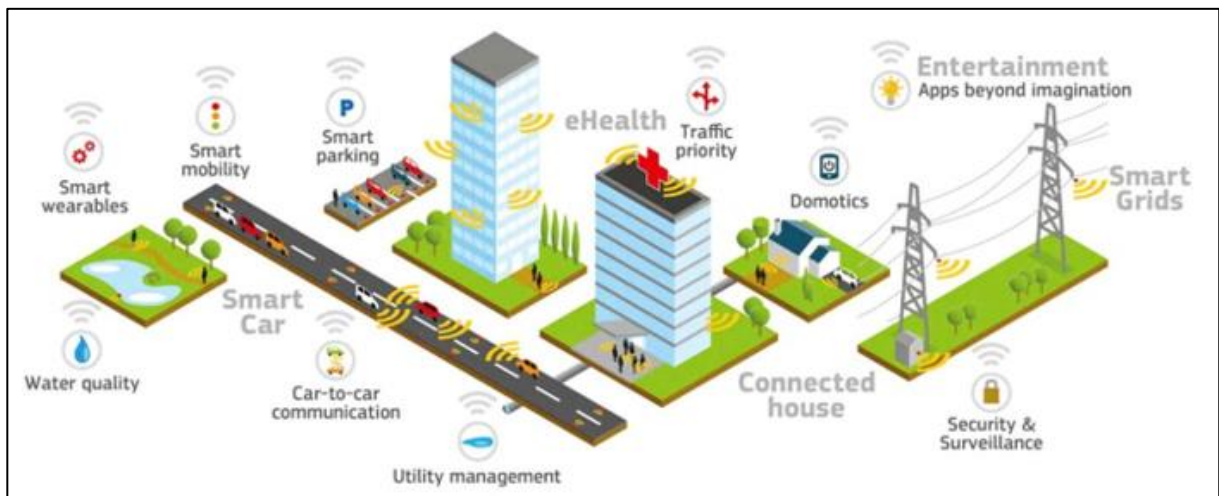 Entertainment
Apps beyond imagination
eHealth
Traffic
priority
Smart
parking
Smart
mobility
Smart
wearables
Domotics
Smart
Grids
Smart
Car
Water quality
Car-to-car
communication
Connected
house
Security &
Surveillance
Utility management
P